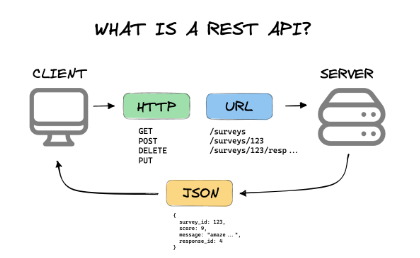 WHAT IS A REST API?
CLIENT
SERVER
HTTP
URL
GET
POST
DELETE
PUT
/surveys
/surveys/123
/surveys/123/resp...
JSON
{
survey_id: 123,
score: 9,
message: "amaze...",
response_id: 4
}